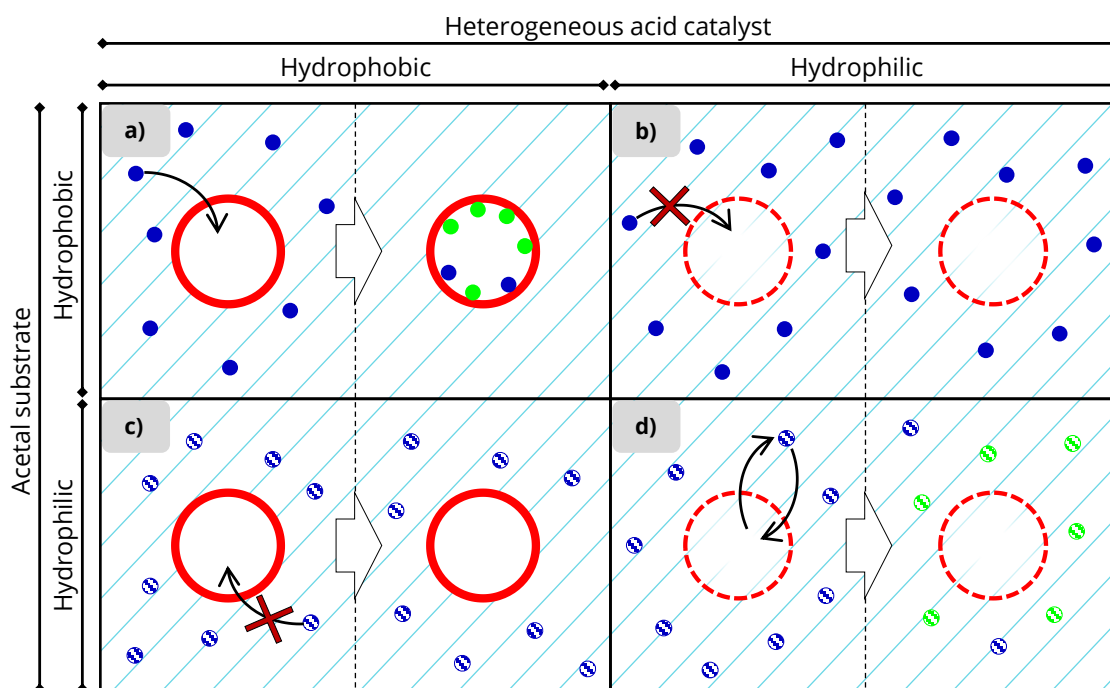 Heterogeneous acid catalyst
Hydrophobic
Hydrophilic
Acetal substrate
Hydrophobic
Hydrophilic
a)
b)
c)
d)